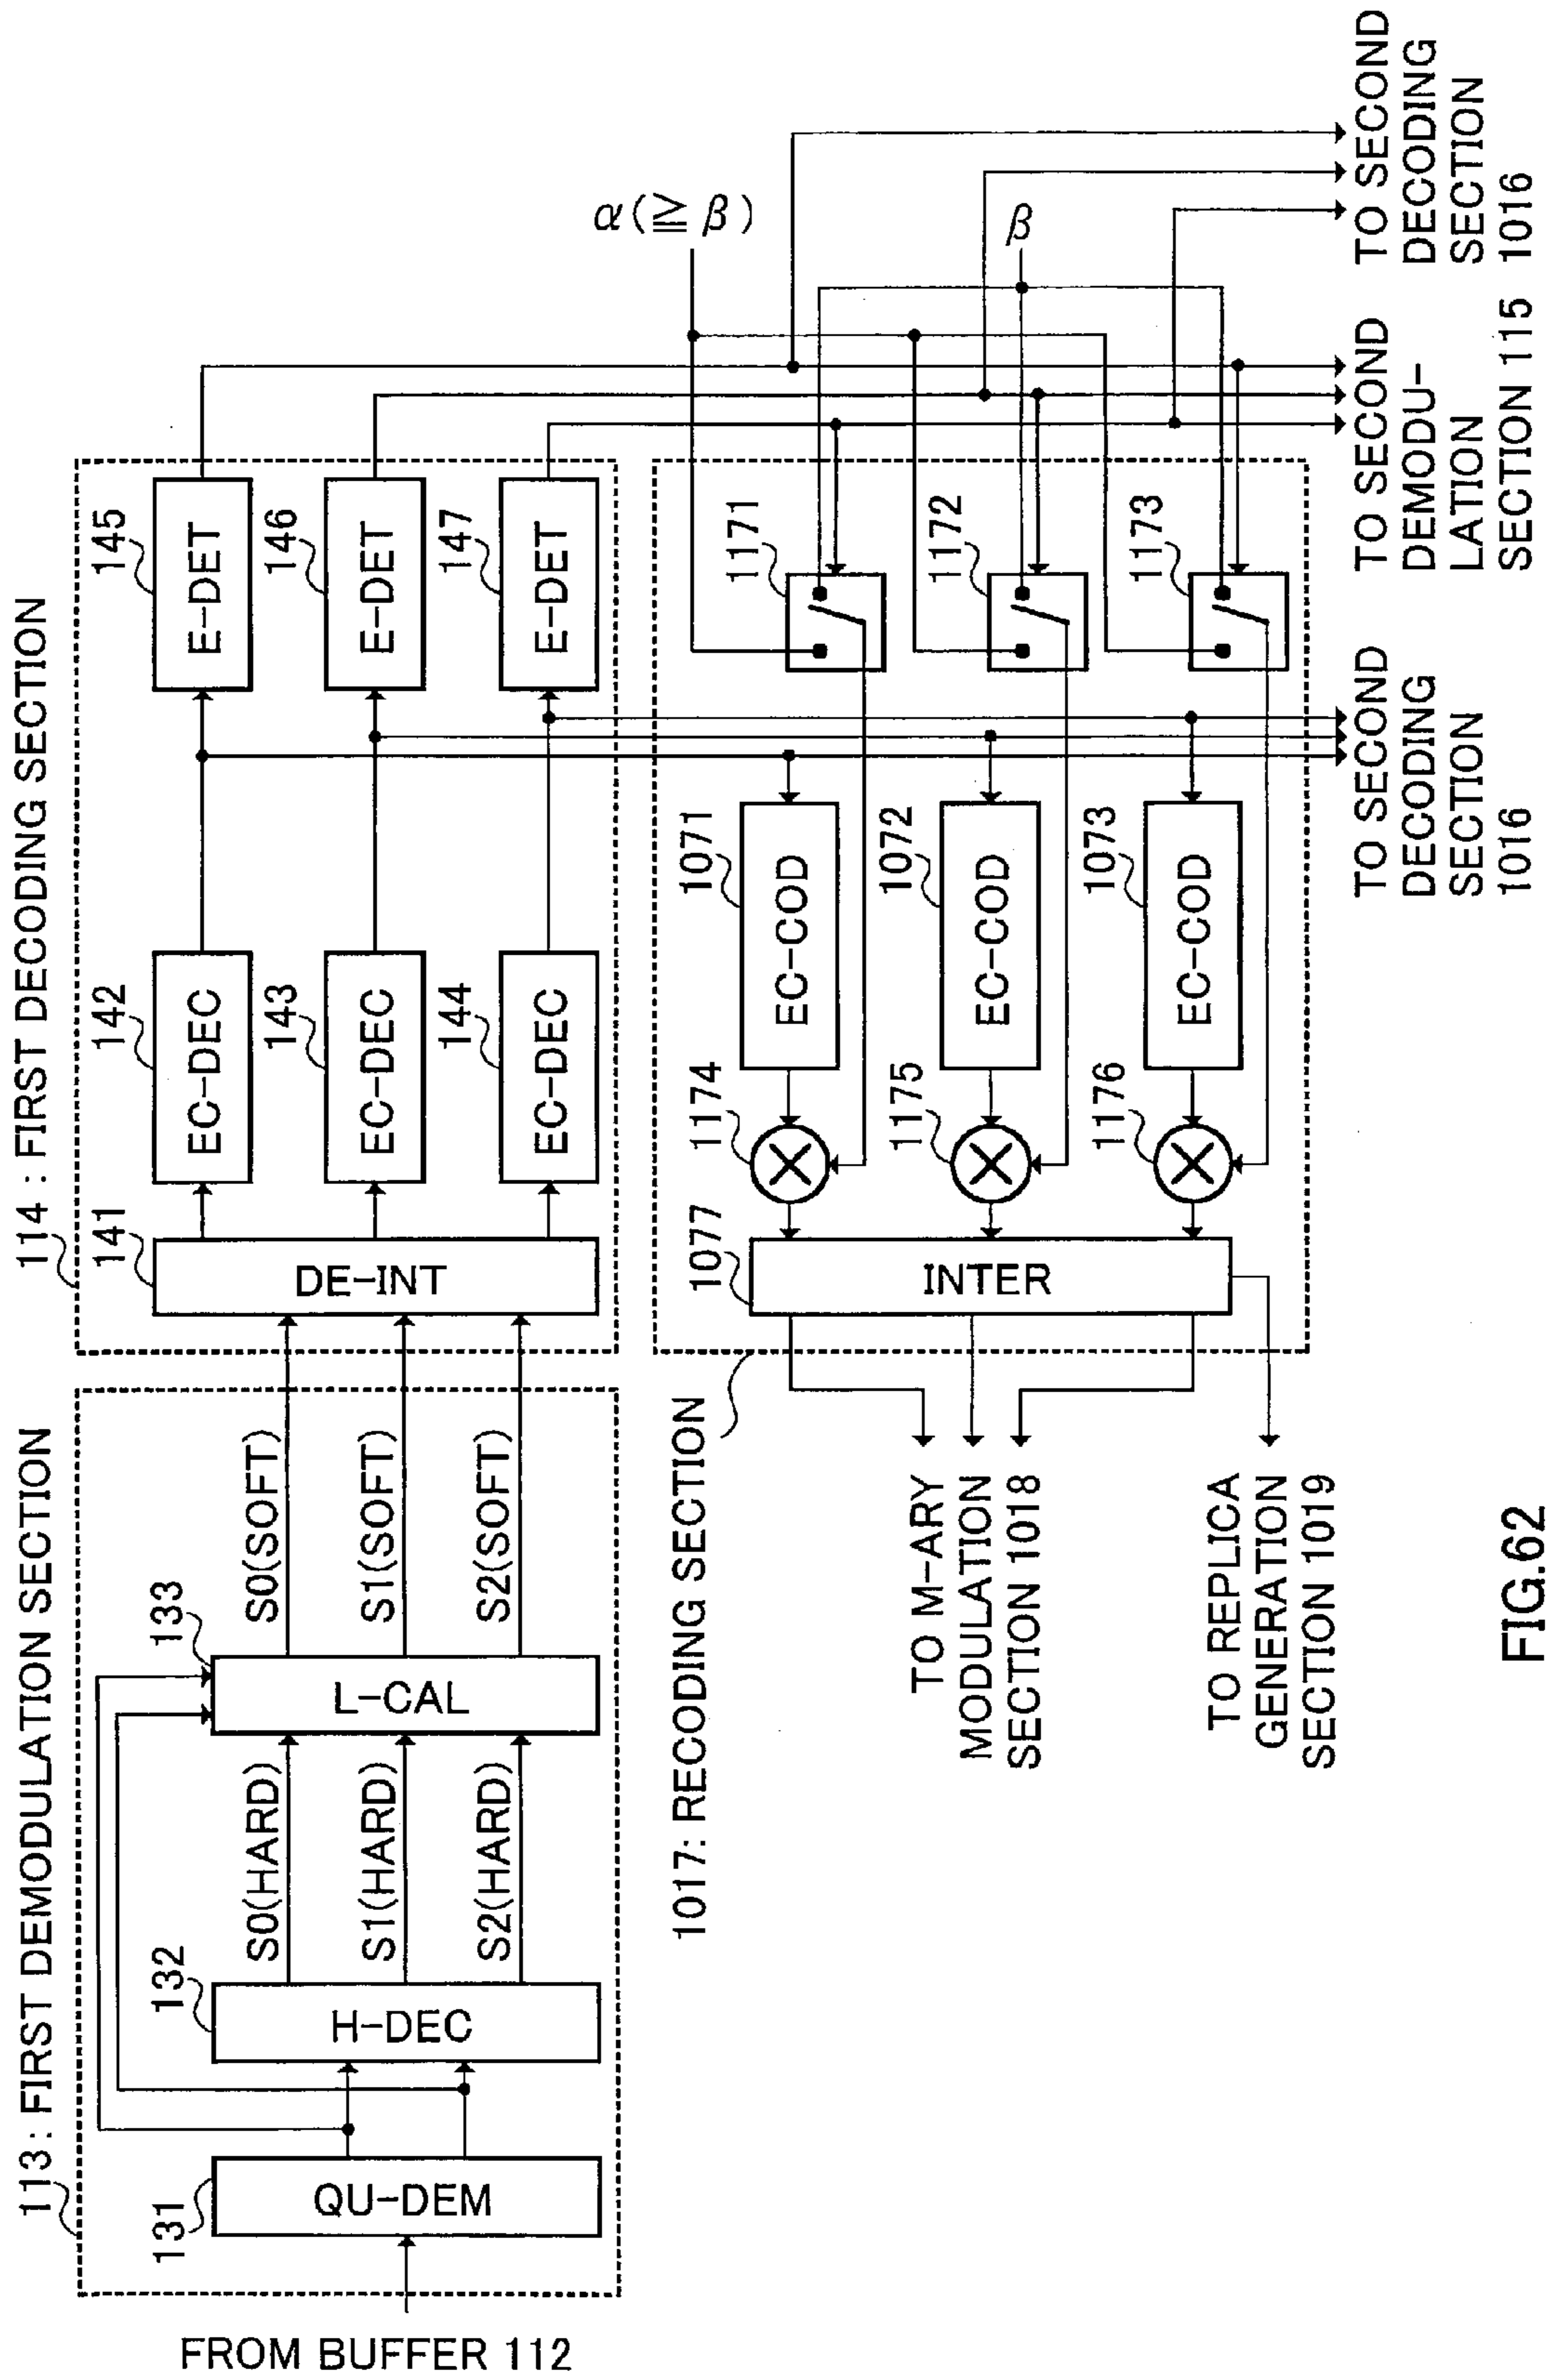 113 : FIRST DEMODULATION SECTION
114 : FIRST DECODING SECTION
FROM BUFFER 112
131
QU-DEM
132
H-DEC
S0(HARD)
S1(HARD)
S2(HARD)
133
L-CAL
S0(SOFT)
S1(SOFT)
S2(SOFT)
141
DE-INT
142
EC-DEC
143
EC-DEC
144
EC-DEC
145
E-DET
146
E-DET
147
E-DET
1017: RECODING SECTION
1077
INTER
1174
1175
1176
1071
EC-COD
1072
EC-COD
1073
EC-COD
1171
1172
1173
α(≧β)
β
TO M-ARY
MODULATION
SECTION 1018
TO REPLICA
GENERATION
SECTION 1019
TO SECOND
DECODING
SECTION
1016
TO SECOND
DEMODU-
LATION
SECTION 115
TO SECOND
DECODING
SECTION
1016
FIG.62